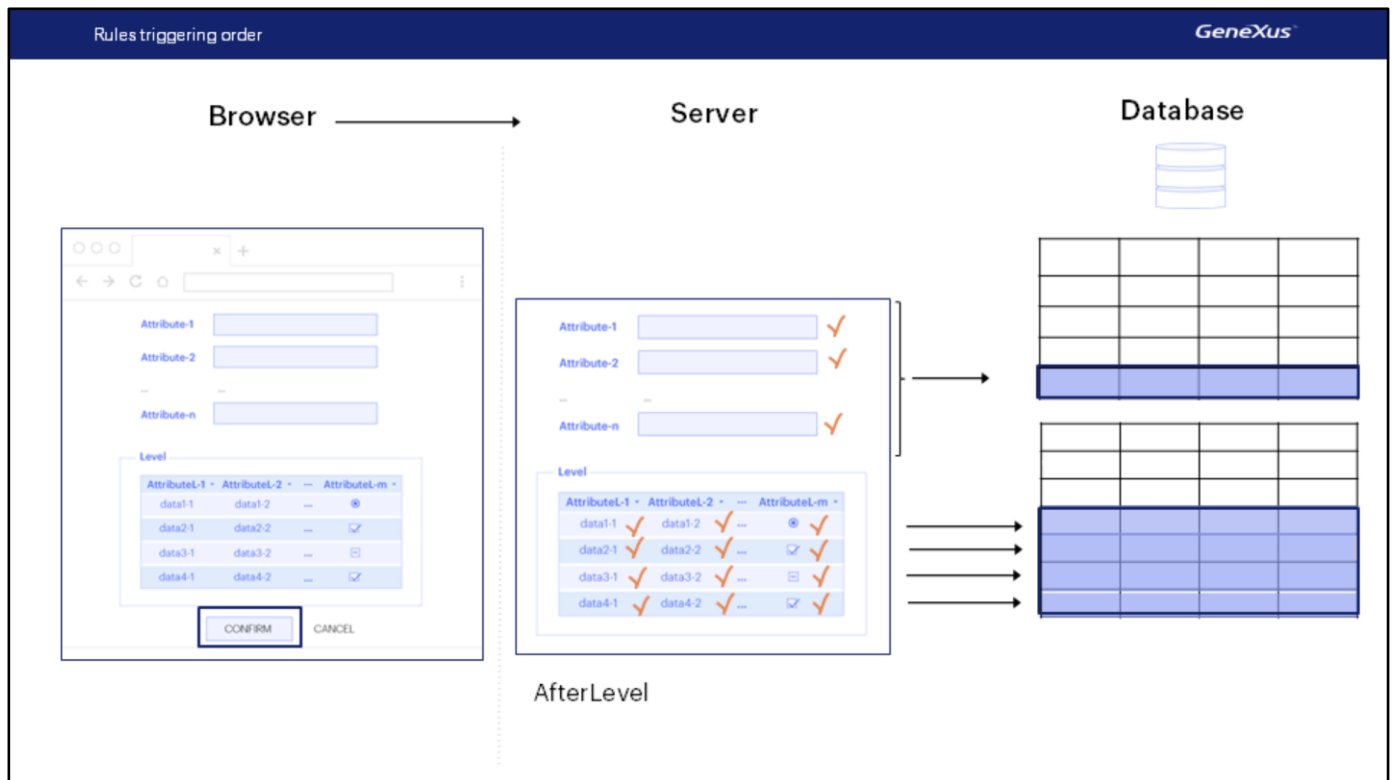 Rules triggering order
GeneXus™
Browser
Server
Database
Attribute-1
Attribute-2
... ...
Attribute-n
Level
AttributeL-1 AttributeL-2 ... AttributeL-m
data1-1 data1-2 ...
data2-1 data2-2 ...
data3-1 data3-2 ...
data4-1 data4-2 ...
CONFIRM CANCEL
Attribute-1
Attribute-2
... ...
Attribute-n
Level
AttributeL-1 AttributeL-2 ... AttributeL-m
data1-1 data1-2 ...
data2-1 data2-2 ...
data3-1 data3-2 ...
data4-1 data4-2 ...
AfterLevel